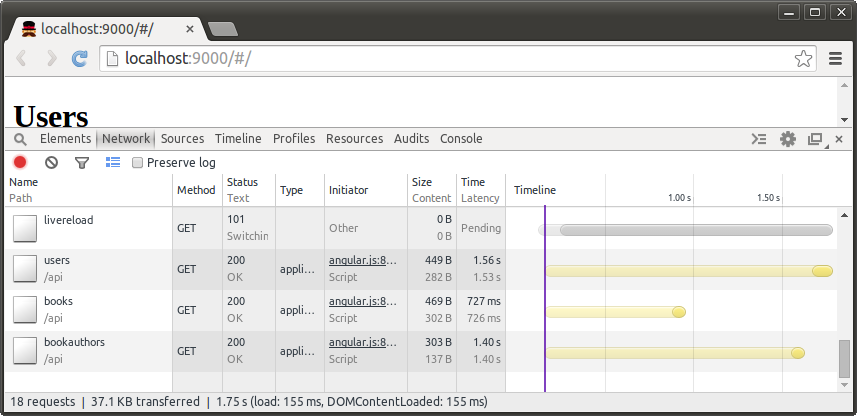 localhost:9000/#/
localhost:9000/#/
Users
Elements Network Sources Timeline Profiles Resources Audits Console
Preserve log
Name Method Status Type Initiator Size Time Timeline
Path Text Content Latency 1.00 s 1.50 s
livereload GET 101 Other 0 B Pending
Switchin 0 B
users GET 200 appli... angular.js:8... 449 B 1.56 s
/api OK Script 282 B 1.53 s
books GET 200 appli... angular.js:8... 469 B 727 ms
/api OK Script 302 B 726 ms
bookauthors GET 200 appli... angular.js:8... 303 B 1.40 s
/api OK Script 137 B 1.40 s
18 requests | 37.1 KB transferred | 1.75 s (load: 155 ms, DOMContentLoaded: 155 ms)